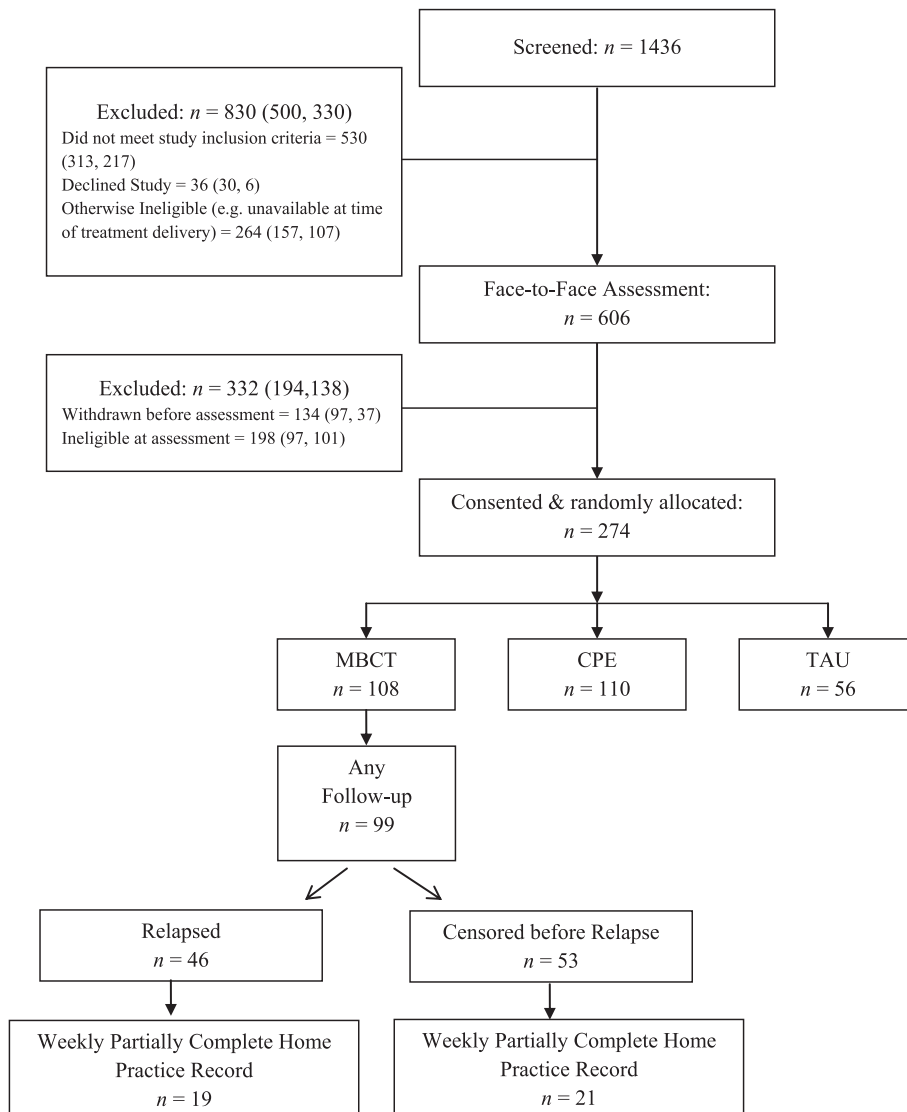 Screened: n = 1436
Excluded: n = 830 (500, 330)
Did not meet study inclusion criteria = 530
(313, 217)
Declined Study = 36 (30, 6)
Otherwise Ineligible (e.g. unavailable at time
of treatment delivery) = 264 (157, 107)
Face-to-Face Assessment:
n = 606
Excluded: n = 332 (194,138)
Withdrawn before assessment = 134 (97, 37)
Ineligible at assessment = 198 (97, 101)
Consented & randomly allocated:
n = 274
MBCT
n = 108
CPE
n = 110
TAU
n = 56
Any
Follow-up
n = 99
Relapsed
n = 46
Censored before Relapse
n = 53
Weekly Partially Complete Home
Practice Record
n = 19
Weekly Partially Complete Home
Practice Record
n = 21